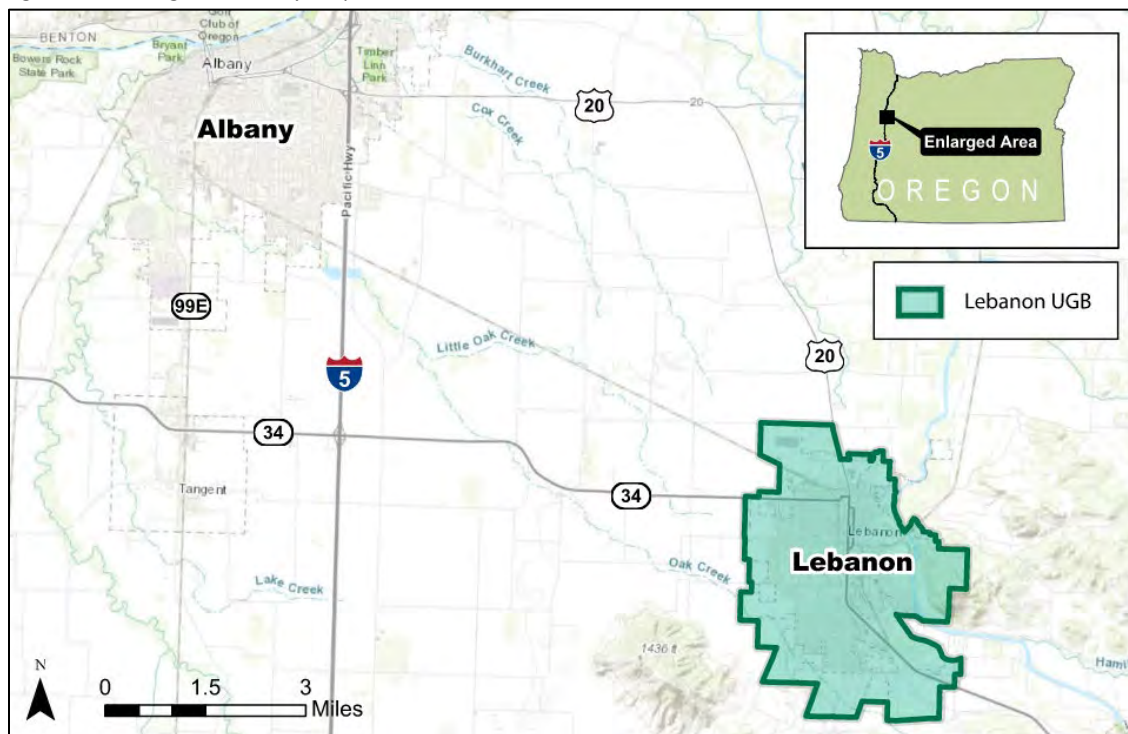 Golf
Club of
Oregon
BENTON
Bryant
Park
Bowers Rock
State Park
Albany
Timber
Linn
Park
Albany
Burkhart Creek
Cox Creek
20
20
Pacific Hwy
Enlarged Area
5
OREGON
Lebanon UGB
99E
Little Oak Creek
20
5
34
34
Tangent
Lebanon
Lebanon
Oak Creek
Lake Creek
1436 ft
Hami
N
0 1.5 3
Miles